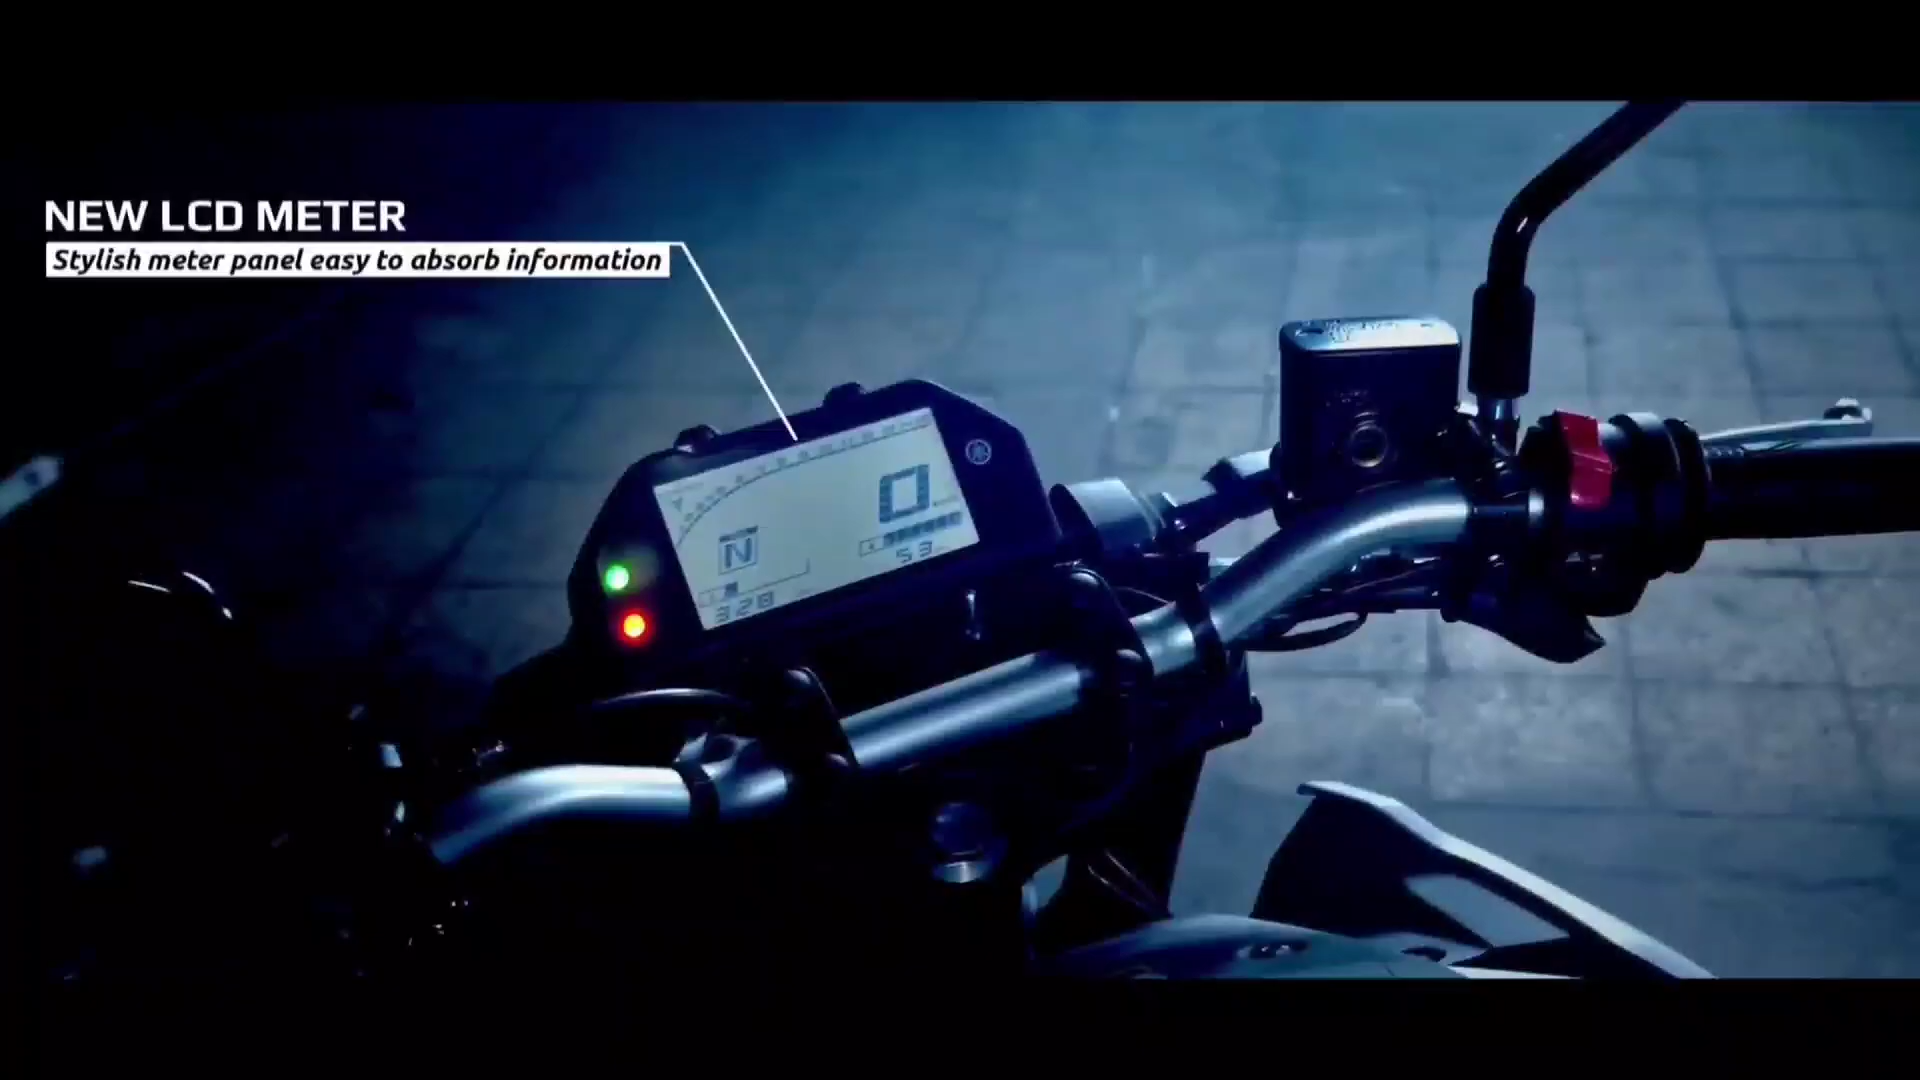 NEW LCD METER
Stylish meter panel easy to absorb information
0
N
53
328